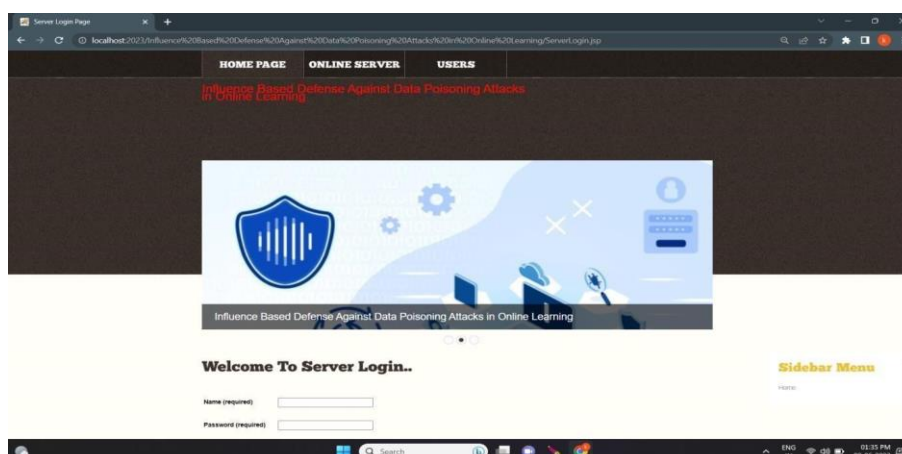 Server Login Page
localhost:2023/Influence%20Based%20Defense%20Against%20Data%20Poisoning%20Attacks%20in%20Online%20Learning/ServerLogin.jsp
HOME PAGE ONLINE SERVER USERS
Influence Based Defense Against Data Poisoning Attacks
in Online Learning
Influence Based Defense Against Data Poisoning Attacks in Online Learning
Welcome To Server Login..
Sidebar Menu
Home
Name (required)
Password (required)
Search
ENG
01:35 PM